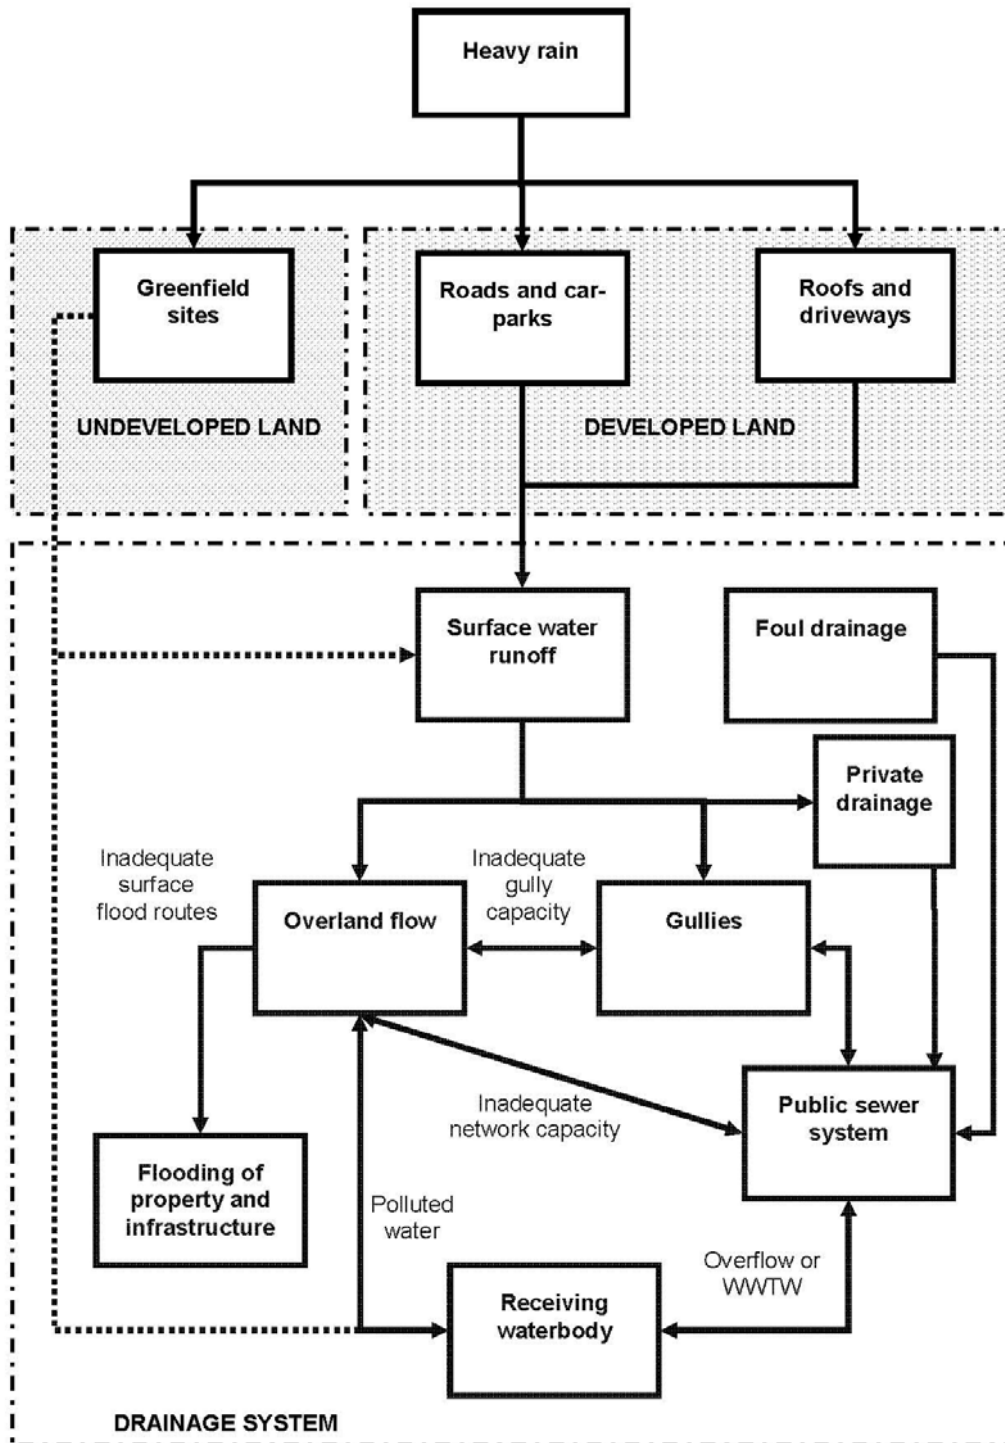 Heavy rain
Greenfield
sites
Roads and car-
parks
Roofs and
driveways
UNDEVELOPED LAND
DEVELOPED LAND
Surface water
runoff
Foul drainage
Private
drainage
Inadequate
surface
flood routes
Inadequate
gully
capacity
Overland flow
Gullies
Inadequate
network capacity
Public sewer
system
Flooding of
property and
infrastructure
Polluted
water
Overflow or
WWTW
Receiving
waterbody
DRAINAGE SYSTEM